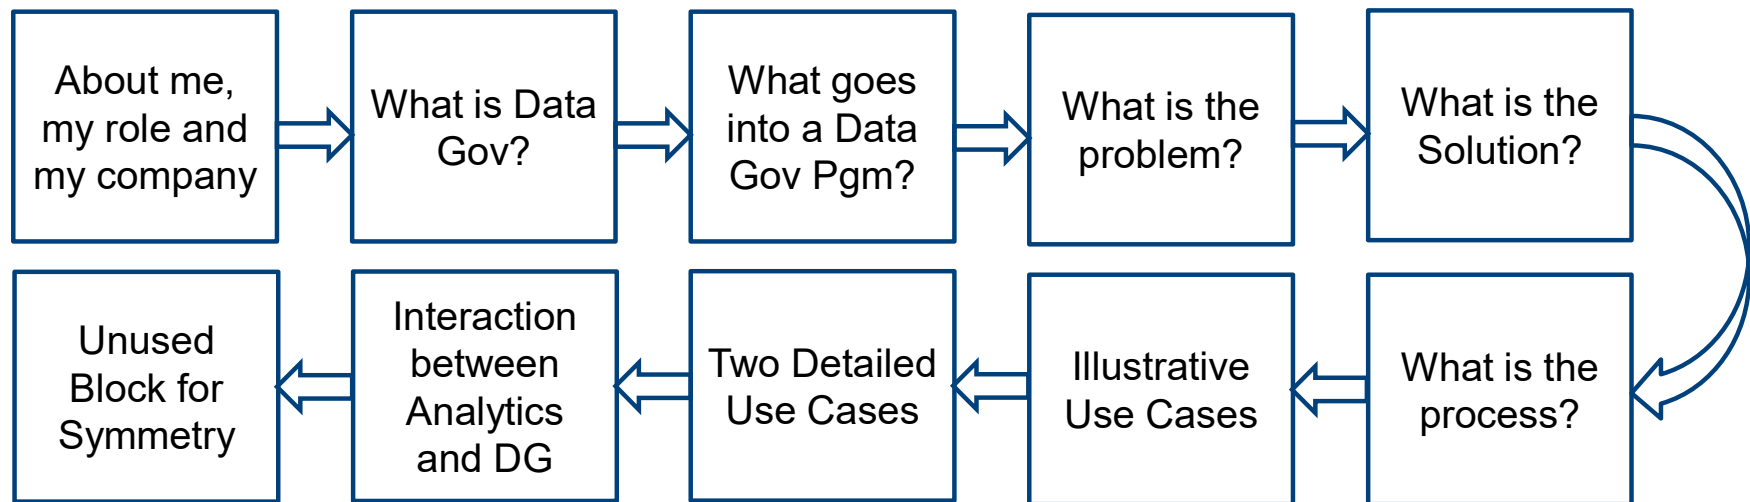 About me,
my role and
my company
What is Data
Gov?
What goes
into a Data
Gov Pgm?
What is the
problem?
What is the
Solution?
What is the
process?
Illustrative
Use Cases
Two Detailed
Use Cases
Interaction
between
Analytics
and DG
Unused
Block for
Symmetry